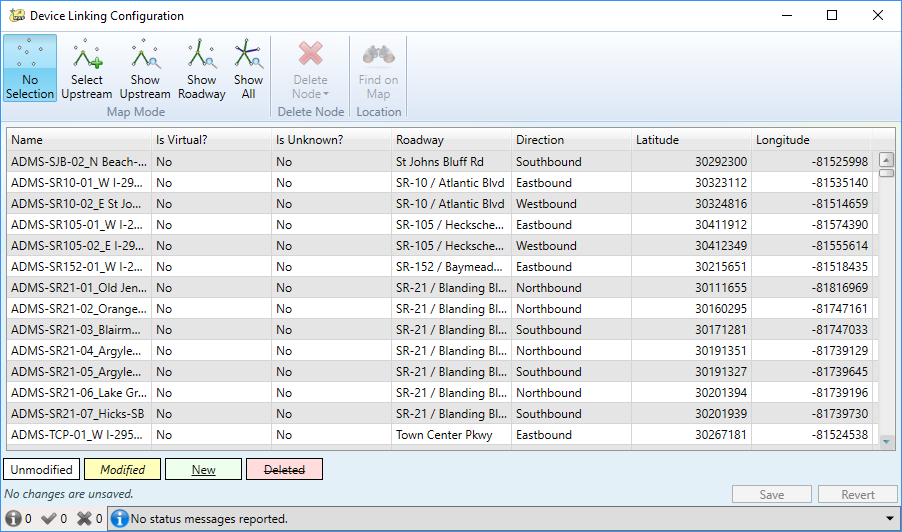 Device Linking Configuration
No Selection
Select Upstream
Show Upstream
Show Roadway
Show All
Delete Node
Find on Map
Map Mode
Delete Node
Location
Name Is Virtual? Is Unknown? Roadway Direction Latitude Longitude
ADMS-SJB-02_N Beach-... No No St Johns Bluff Rd Southbound 30292300 -81525998
ADMS-SR10-01_W I-29... No No SR-10 / Atlantic Blvd Eastbound 30323112 -81535140
ADMS-SR10-02_E St Jo... No No SR-10 / Atlantic Blvd Westbound 30324816 -81514659
ADMS-SR105-01_W I-2... No No SR-105 / Hecksche... Eastbound 30411912 -81574390
ADMS-SR105-02_E I-29... No No SR-105 / Hecksche... Westbound 30412349 -81555614
ADMS-SR152-01_W I-2... No No SR-152 / Baymead... Eastbound 30215651 -81518435
ADMS-SR21-01_Old Jen... No No SR-21 / Blanding Bl... Northbound 30111655 -81816969
ADMS-SR21-02_Orange... No No SR-21 / Blanding Bl... Northbound 30160295 -81747161
ADMS-SR21-03_Blairm... No No SR-21 / Blanding Bl... Southbound 30171281 -81747033
ADMS-SR21-04_Argyle... No No SR-21 / Blanding Bl... Northbound 30191351 -81739129
ADMS-SR21-05_Argyle... No No SR-21 / Blanding Bl... Southbound 30191327 -81739645
ADMS-SR21-06_Lake Gr... No No SR-21 / Blanding Bl... Northbound 30201394 -81739196
ADMS-SR21-07_Hicks-SB No No SR-21 / Blanding Bl... Southbound 30201939 -81739730
ADMS-TCP-01_W I-295... No No Town Center Pkwy Eastbound 30267181 -81524538
Unmodified Modified New Deleted
No changes are unsaved.
Save Revert
0 0 0 No status messages reported.